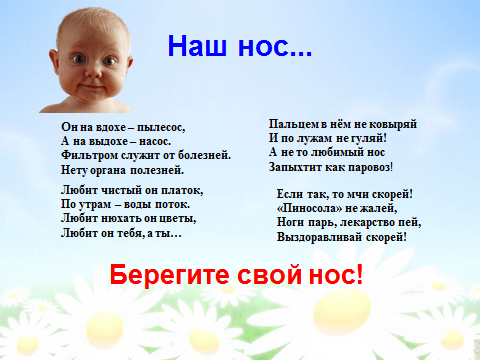 Наш нос...
Он на вдохе – пылесос,
А на выдохе – насос.
Фильтром служит от болезней.
Нету органа полезней.
Любит чистый он платок,
По утрам – воды поток.
Любит нюхать он цветы,
Любит он тебя, а ты…
Пальцем в нём не ковыряй
И по лужам не гуляй!
А не то любимый нос
Запыхтит как паровоз!
Если так, то мчи скорей!
«Пиносола» не жалей,
Ноги парь, лекарство пей,
Выздоравливай скорей!
Берегите свой нос!